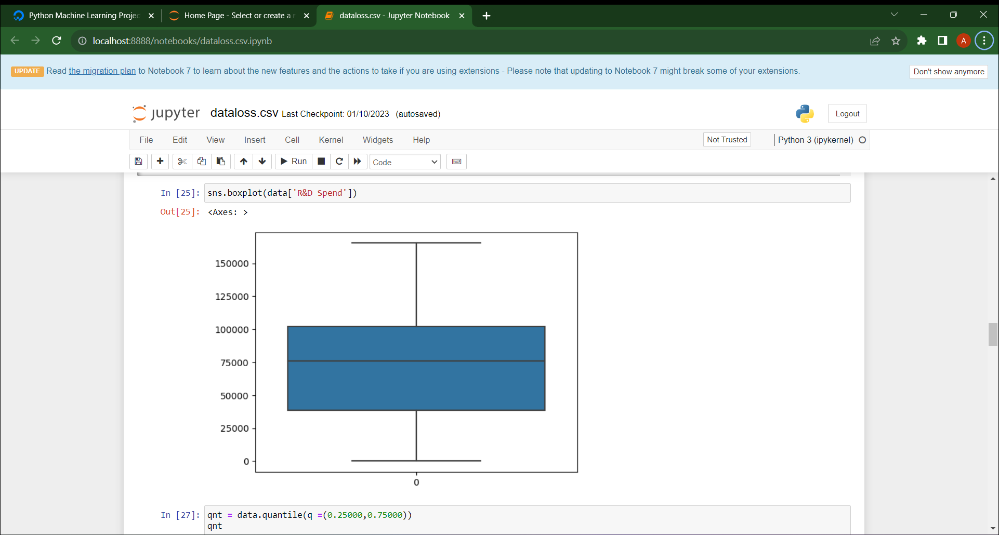 Python Machine Learning Projec
Home Page - Select or create a
dataloss.csv - Jupyter Notebook
localhost:8888/notebooks/dataloss.csv.ipynb
A
UPDATE Read the migration plan to Notebook 7 to learn about the new features and the actions to take if you are using extensions - Please note that updating to Notebook 7 might break some of your extensions.
Don't show anymore
jupyter dataloss.csv Last Checkpoint: 01/10/2023 (autosaved)
Logout
File Edit View Insert Cell Kernel Widgets Help
Not Trusted
Python 3 (ipykernel)
Run
Code
In [25]: sns.boxplot(data['R&D Spend'])
Out[25]: <Axes: >
150000
125000
100000
75000
50000
25000
0
0
In [27]: qnt = data.quantile(q =(0.25000,0.75000))
qnt